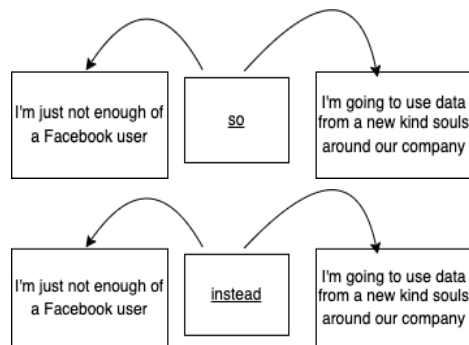 I'm just not enough of
a Facebook user
so
I'm going to use data
from a new kind souls
around our company
I'm just not enough of
a Facebook user
instead
I'm going to use data
from a new kind souls
around our company